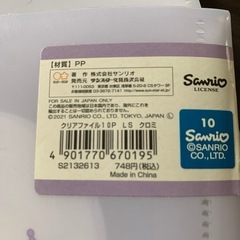 【材質】PP
著 作 株式会社サンリオ
発売元 サンスター文具株式会社
FOR SALE IN JAPAN ONLY
© 2021 SANRIO CO., LTD. TOKYO, JAPAN Ⓛ
Made in China
クリアファイル10P LS クロミ
4 901770 670195
S2132613 748円(税込)
Sanrio
LICENSE
10
Sanrio
©SANRIO
CO.,LTD.